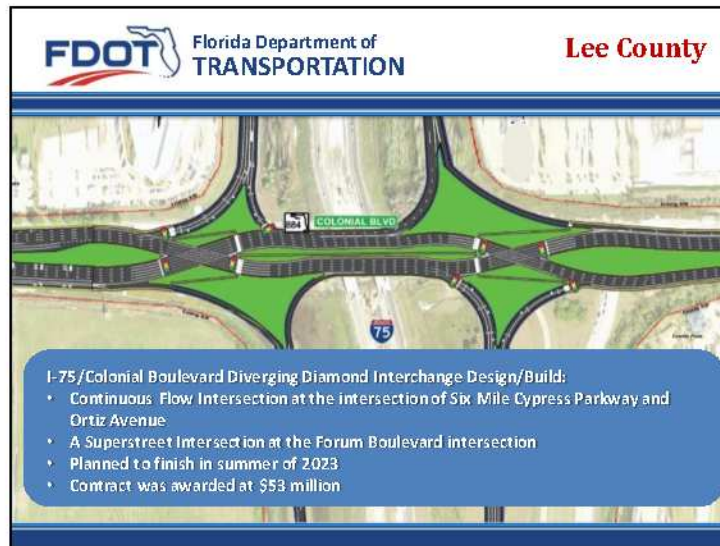 FDOT
Florida Department of
TRANSPORTATION
Lee County
884
COLONIAL BLVD
75
I-75/Colonial Boulevard Diverging Diamond Interchange Design/Build:
• Continuous Flow Intersection at the intersection of Six Mile Cypress Parkway and
Ortiz Avenue
• A Superstreet Intersection at the Forum Boulevard intersection
• Planned to finish in summer of 2023
• Contract was awarded at $53 million